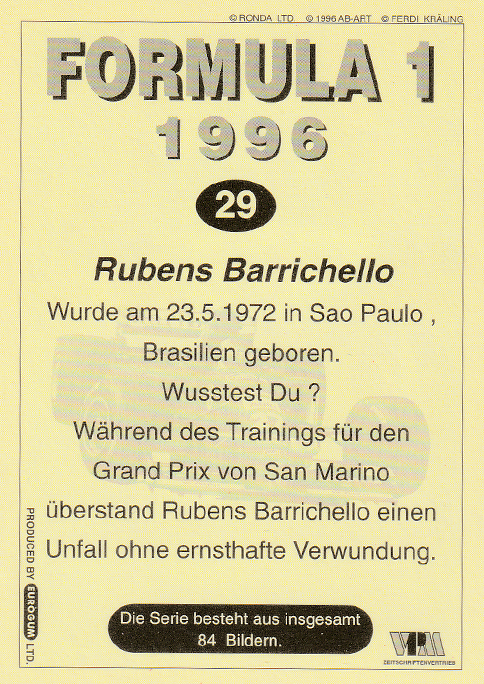 © RONDA LTD. © 1996 AB-ART © FERDI KRÄLING
FORMULA 1
1996
29
Rubens Barrichello
Wurde am 23.5.1972 in Sao Paulo ,
Brasilien geboren.
Wusstest Du ?
Während des Trainings für den
Grand Prix von San Marino
überstand Rubens Barrichello einen
Unfall ohne ernsthafte Verwundung.
PRODUCED BY EUROGUM LTD.
Die Serie besteht aus insgesamt
84 Bildern.
VPM
ZEITSCHRIFTENVERTRIEB